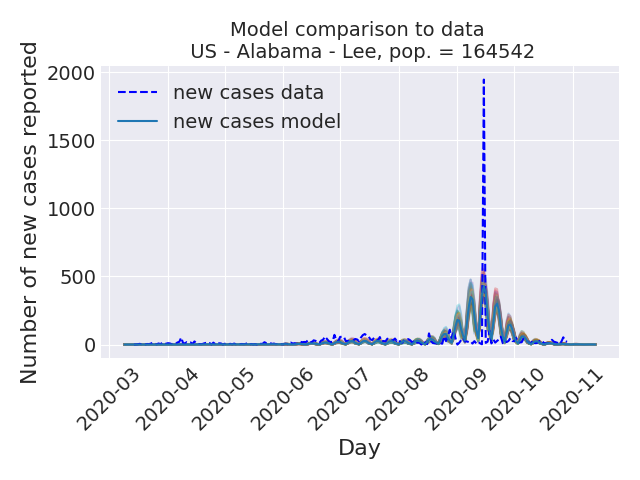 Model comparison to data
US - Alabama - Lee, pop. = 164542
Number of new cases reported
2000
1500
1000
500
0
new cases data
new cases model
2020-03
2020-04
2020-05
2020-06
2020-07
2020-08
2020-09
2020-10
2020-11
Day